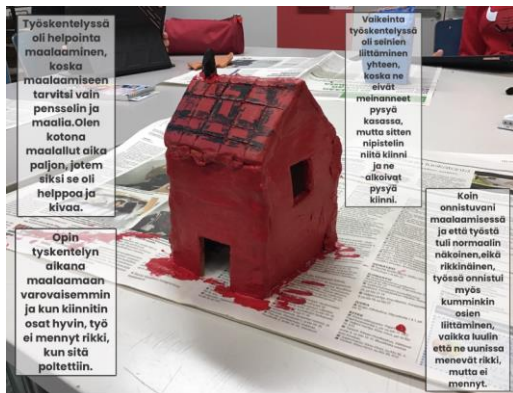 Työskentelyssä
oli helpointa
maalaaminen,
koska
maalaamiseen
tarvitsi vain
pensselin ja
maalia.Olen
kotona
maalallut aika
paljon, jotem
siksi se oli
helppoa ja
kivaa.
Opin
tyskentelyn
aikana
maalaamaan
varovaisemmin
ja kun kiinnitin
osat hyvin, työ
ei mennyt rikki,
kun sitä
poltettiin.
Vaikeinta
työskentelyssä
oli seinien
liittäminen
yhteen,
koska ne
eivät
meinanneet
pysyä
kasassa,
mutta sitten
nipistelin
niitä kiinni
ja ne
alkoivat
pysyä
kiinni.
Koin
onnistuvani
maalaamisessä
ja että työstä
tuli normaalin
näkoinen,eikä
rikkinäinen,
työssä onnistui
myös
kumminkin
osien
liittäminen,
vaikka luulin
että ne uunissa
menevät rikki,
mutta ei
mennyt.